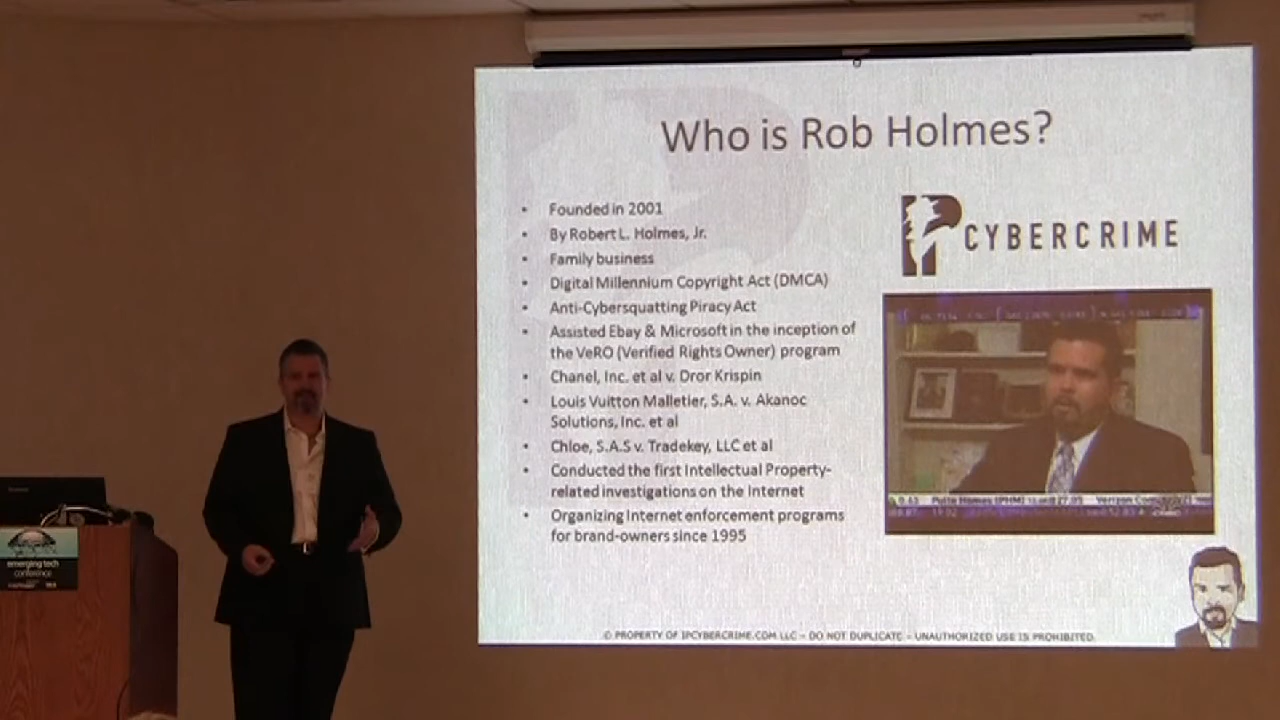 Who is Rob Holmes?
• Founded in 2001
• By Robert L. Holmes, Jr.
• Family business
• Digital Millennium Copyright Act (DMCA)
• Anti-Cybersquatting Piracy Act
• Assisted Ebay & Microsoft in the inception of
the VeRO (Verified Rights Owner) program
• Chanel, Inc. et al v. Dror Krispin
• Louis Vuitton Malletier, S.A. v. Akanoc
Solutions, Inc. et al
• Chloe, S.A.S v. Tradekey, LLC et al
• Conducted the first Intellectual Property-
related investigations on the Internet
• Organizing Internet enforcement programs
for brand-owners since 1995
IP CYBERCRIME
© PROPERTY OF IPCYBERCRIME.COM LLC – DO NOT DUPLICATE – UNAUTHORIZED USE IS PROHIBITED.
emerging tech
conference